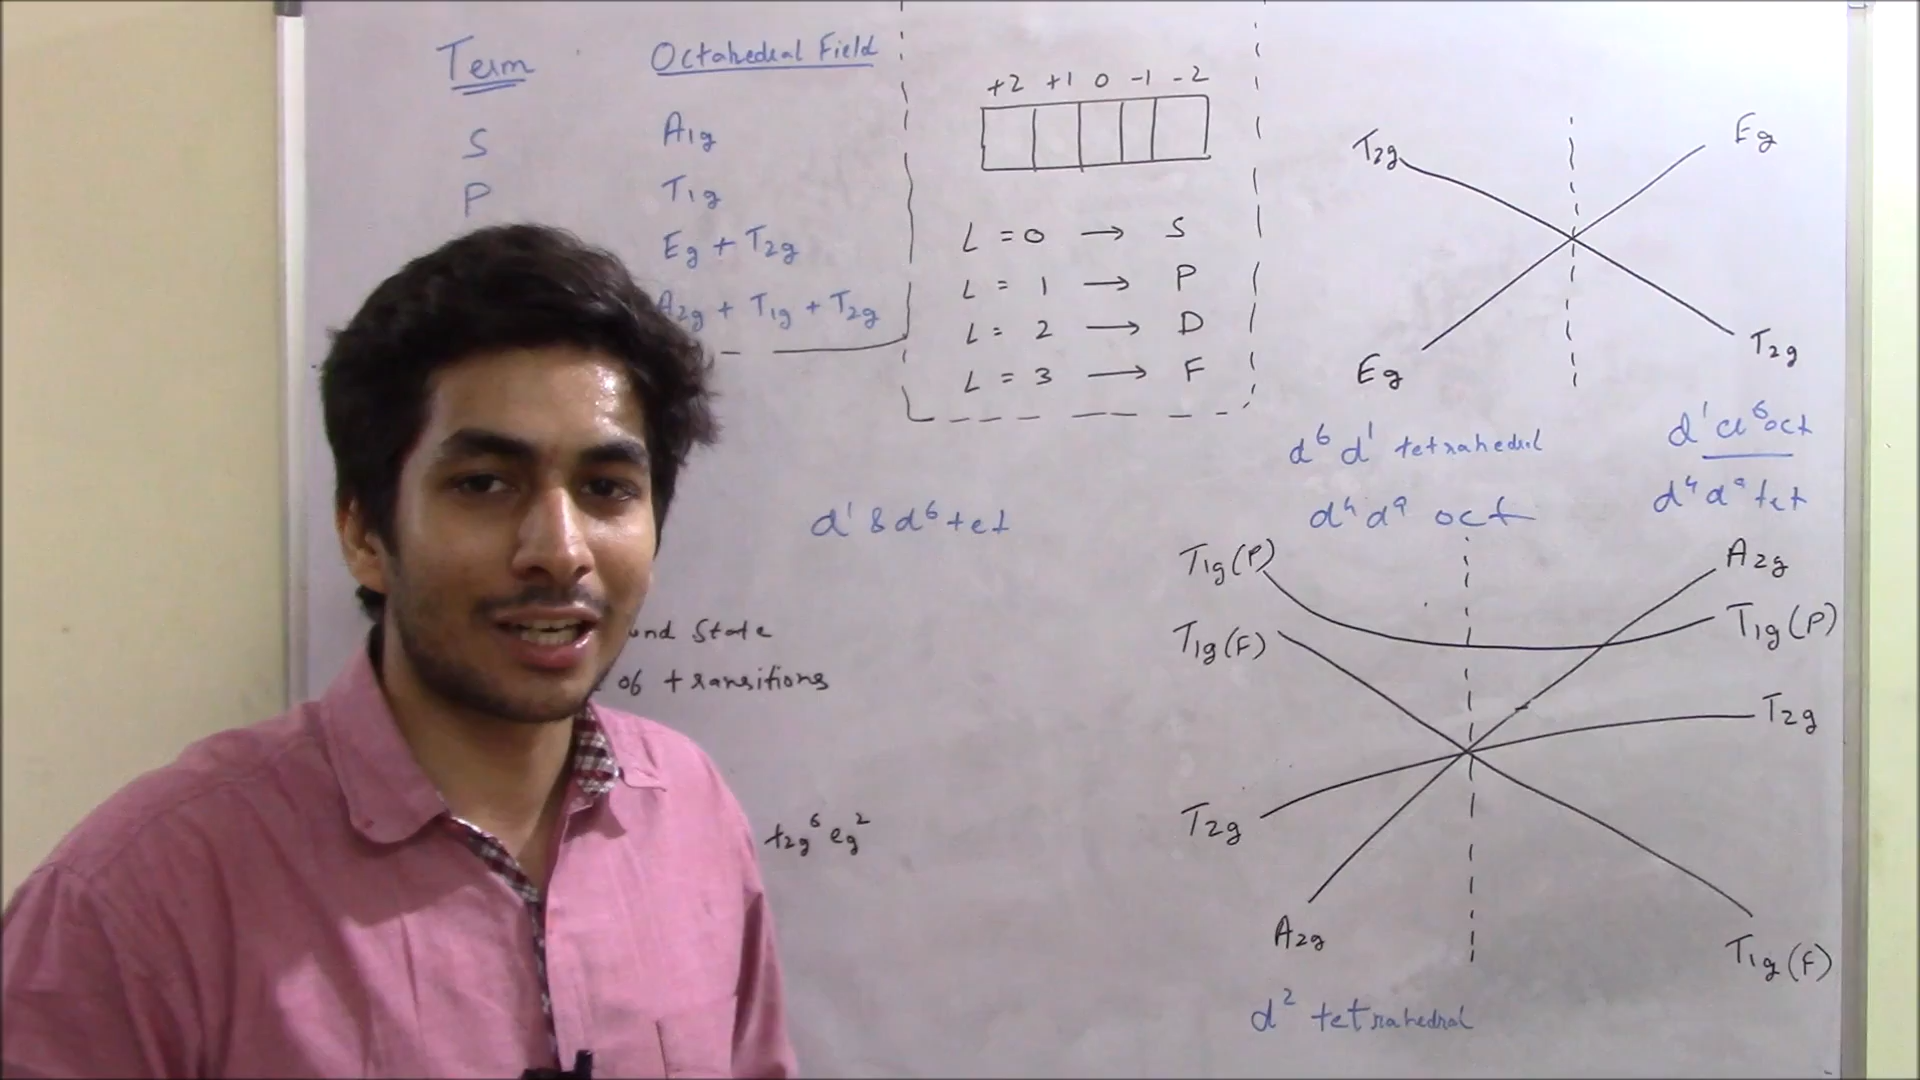 Term Octahedral Field
S A1g
P T1g
Eg + T2g
A2g + T1g + T2g
+2 +1 0 -1 -2
L = 0 → S
L = 1 → P
L = 2 → D
L = 3 → F
T2g Eg
Eg T2g
d⁶ d¹ tetrahedral
d⁴ d⁹ oct
d¹ d⁶ oct
d⁴ d⁹ tet
d¹ & d⁶ tet
und State
of transitions
t2g⁶ eg²
T1g(P) A2g
T1g(F) T1g(P)
T2g
T2g
A2g T1g(F)
d² tetrahedral